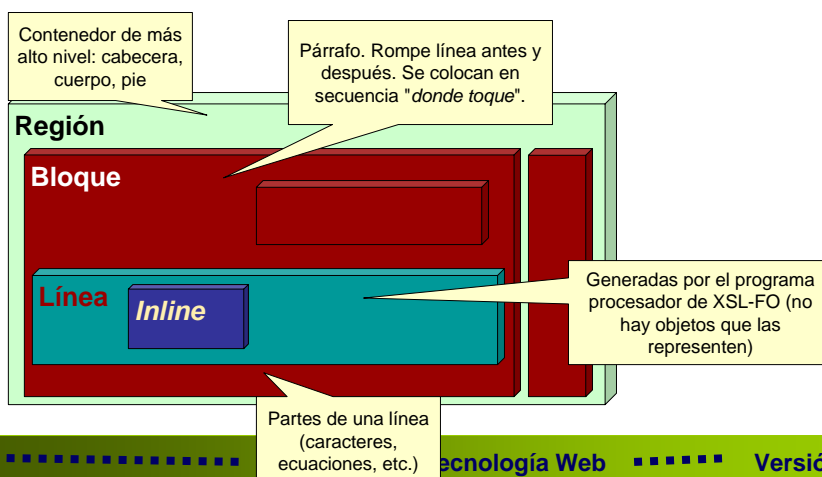 Contenedor de más
alto nivel: cabecera,
cuerpo, pie
Párrafo. Rompe línea antes y
después. Se colocan en
secuencia "donde toque".
Región
Bloque
Línea
Inline
Generadas por el programa
procesador de XSL-FO (no
hay objetos que las
representen)
Partes de una línea
(caracteres,
ecuaciones, etc.)
ecnología Web
Versió